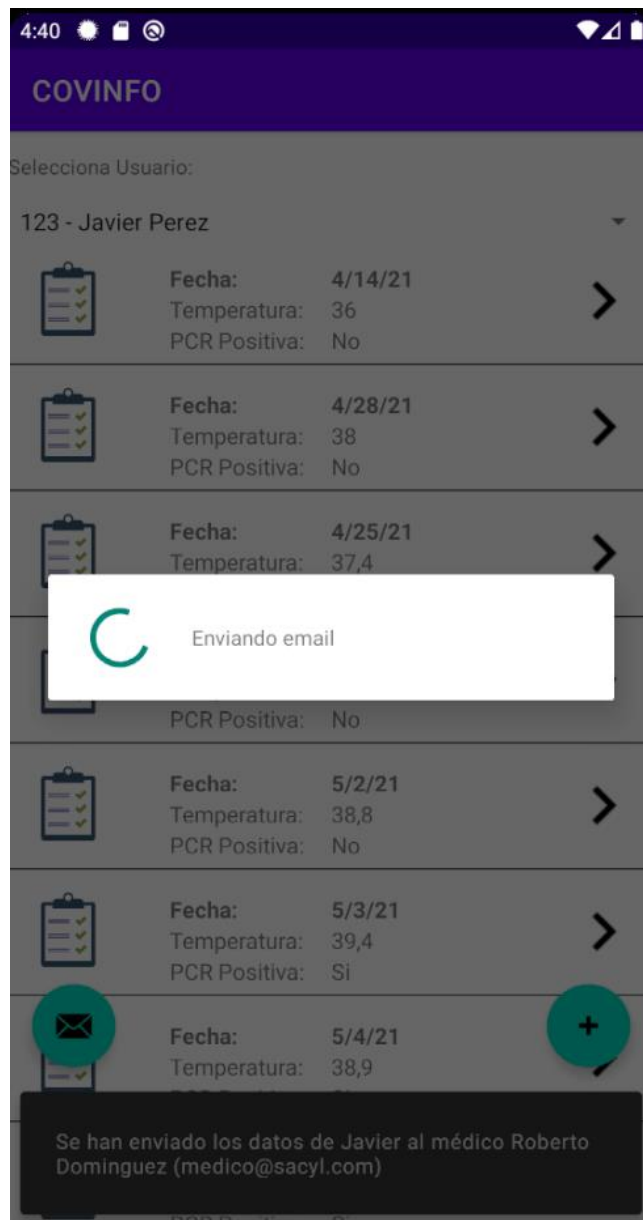 4:40
COVINFO
Selecciona Usuario:
123 - Javier Perez
Fecha: 4/14/21
Temperatura: 36
PCR Positiva: No
Fecha: 4/28/21
Temperatura: 38
PCR Positiva: No
Fecha: 4/25/21
Temperatura: 37,4
Enviando email
PCR Positiva: No
Fecha: 5/2/21
Temperatura: 38,8
PCR Positiva: No
Fecha: 5/3/21
Temperatura: 39,4
PCR Positiva: Si
Fecha: 5/4/21
Temperatura: 38,9
Se han enviado los datos de Javier al médico Roberto
Dominguez (medico@sacyl.com)